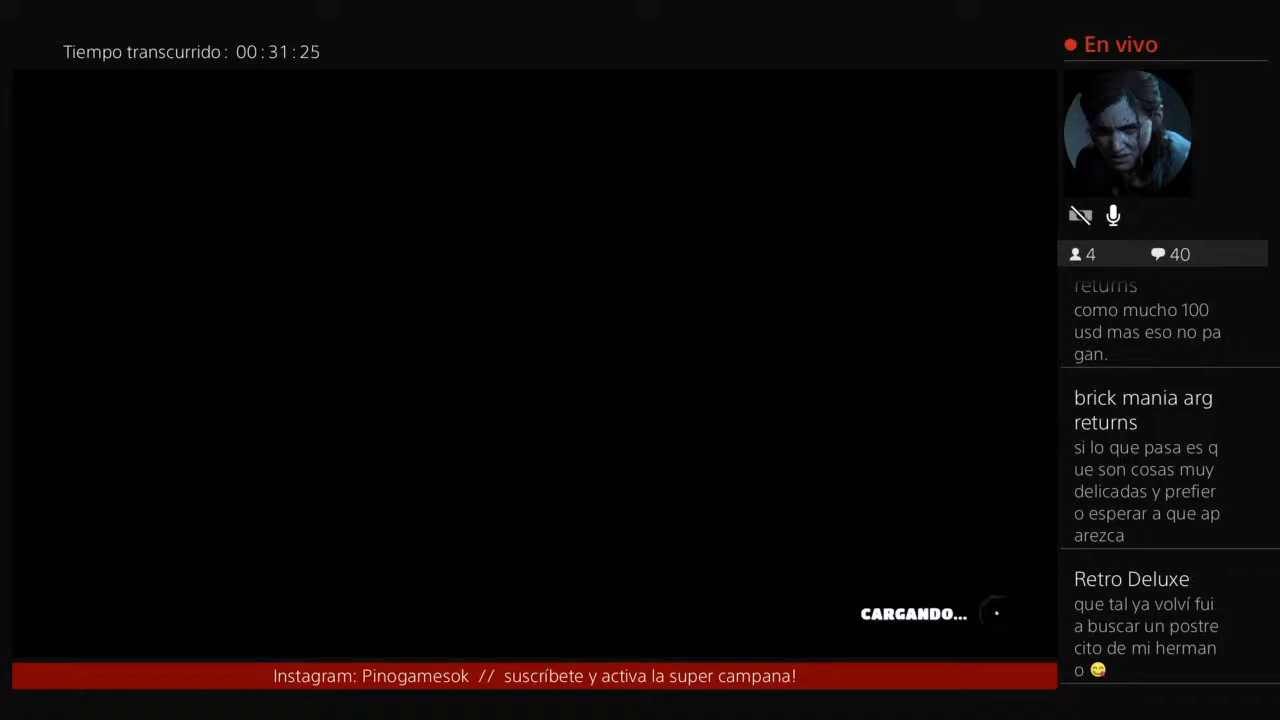 Tiempo transcurrido: 00:31:25
En vivo
4 40
returns
como mucho 100
usd mas eso no pa
gan.
brick mania arg
returns
si lo que pasa es q
ue son cosas muy
delicadas y prefier
o esperar a que ap
arezca
Retro Deluxe
que tal ya volví fui
a buscar un postre
cito de mi herman
o 😋
CARGANDO...
Instagram: Pinogamesok // suscríbete y activa la super campana!